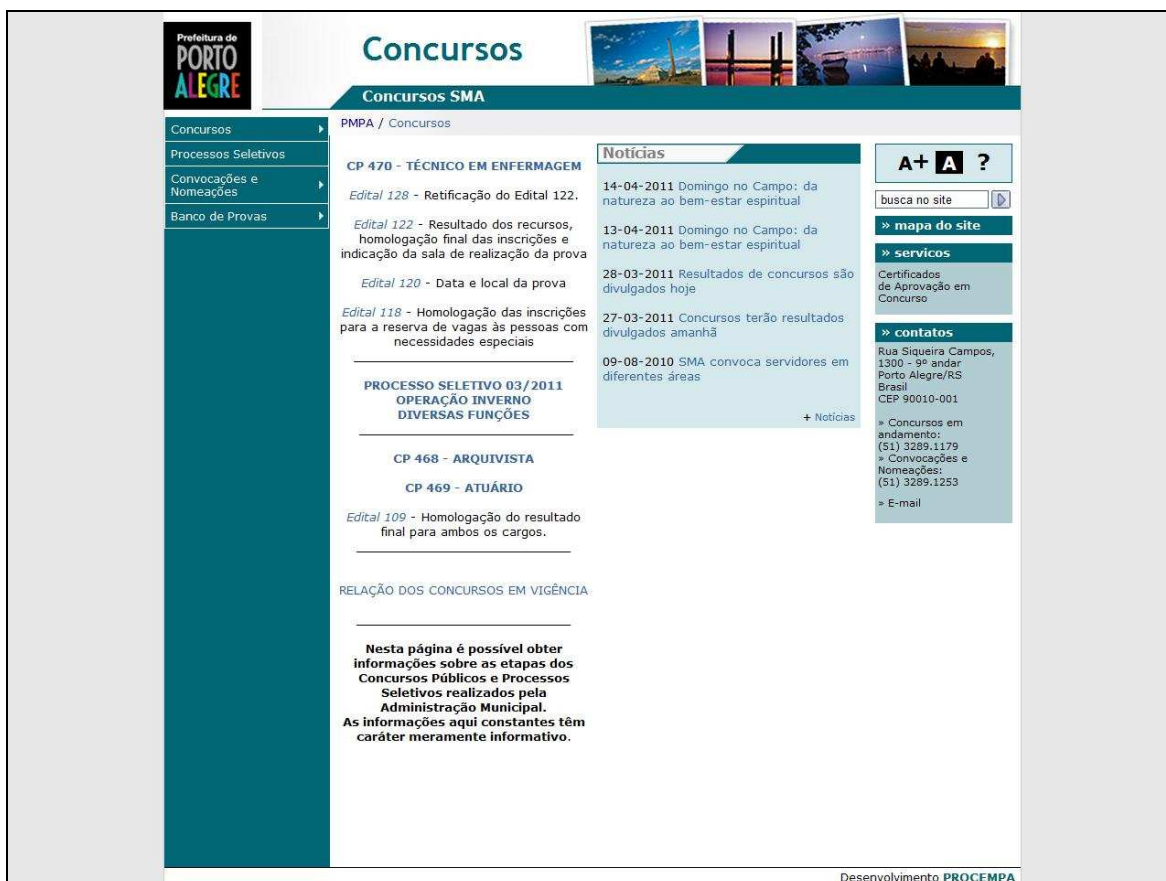 Prefeitura de
PORTO
ALEGRE
Concursos
Concursos SMA
Concursos
Processos Seletivos
Convocações e
Nomeações
Banco de Provas
PMPA / Concursos
CP 470 - TÉCNICO EM ENFERMAGEM
Edital 128 - Retificação do Edital 122.
Edital 122 - Resultado dos recursos,
homologação final das inscrições e
indicação da sala de realização da prova
Edital 120 - Data e local da prova
Edital 118 - Homologação das inscrições
para a reserva de vagas às pessoas com
necessidades especiais
PROCESSO SELETIVO 03/2011
OPERAÇÃO INVERNO
DIVERSAS FUNÇÕES
CP 468 - ARQUIVISTA
CP 469 - ATUÁRIO
Edital 109 - Homologação do resultado
final para ambos os cargos.
RELAÇÃO DOS CONCURSOS EM VIGÊNCIA
Nesta página é possível obter
informações sobre as etapas dos
Concursos Públicos e Processos
Seletivos realizados pela
Administração Municipal.
As informações aqui constantes têm
caráter meramente informativo.
Notícias
14-04-2011 Domingo no Campo: da
natureza ao bem-estar espiritual
13-04-2011 Domingo no Campo: da
natureza ao bem-estar espiritual
28-03-2011 Resultados de concursos são
divulgados hoje
27-03-2011 Concursos terão resultados
divulgados amanhã
09-08-2010 SMA convoca servidores em
diferentes áreas
+ Notícias
A+ A ?
busca no site
» mapa do site
» servicos
Certificados
de Aprovação em
Concurso
» contatos
Rua Siqueira Campos,
1300 - 9º andar
Porto Alegre/RS
Brasil
CEP 90010-001
» Concursos em
andamento:
(51) 3289.1179
» Convocações e
Nomeações:
(51) 3289.1253
» E-mail
Desenvolvimento PROCEMPA